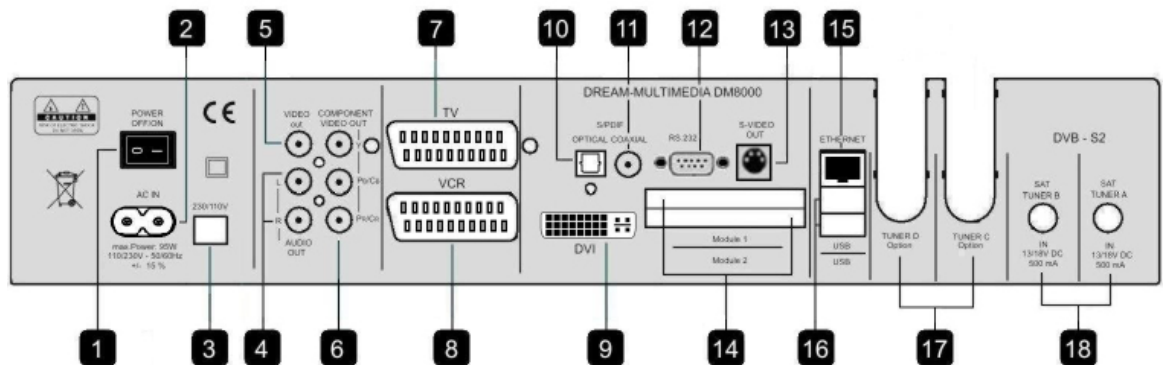 2
5
7
10
11
12
13
15
DREAM-MULTIMEDIA DM8000
CAUTION
POWER
OFF/ON
CE
VIDEO
out
COMPONENT
VIDEO OUT
TV
S/PDIF
OPTICAL COAXIAL
RS 232
S-VIDEO
OUT
ETHERNET
DVB - S2
Y
AC IN
230/110V
L
R
PB/CB
PR/CR
AUDIO
OUT
VCR
DVI
Module 1
Module 2
USB
USB
TUNER D
Option
TUNER C
Option
SAT
TUNER B
SAT
TUNER A
IN
13/18V DC
500 mA
IN
13/18V DC
500 mA
max.Power: 95W
110/230V - 50/60Hz
+/- 15 %
1
3
4
6
8
9
14
16
17
18